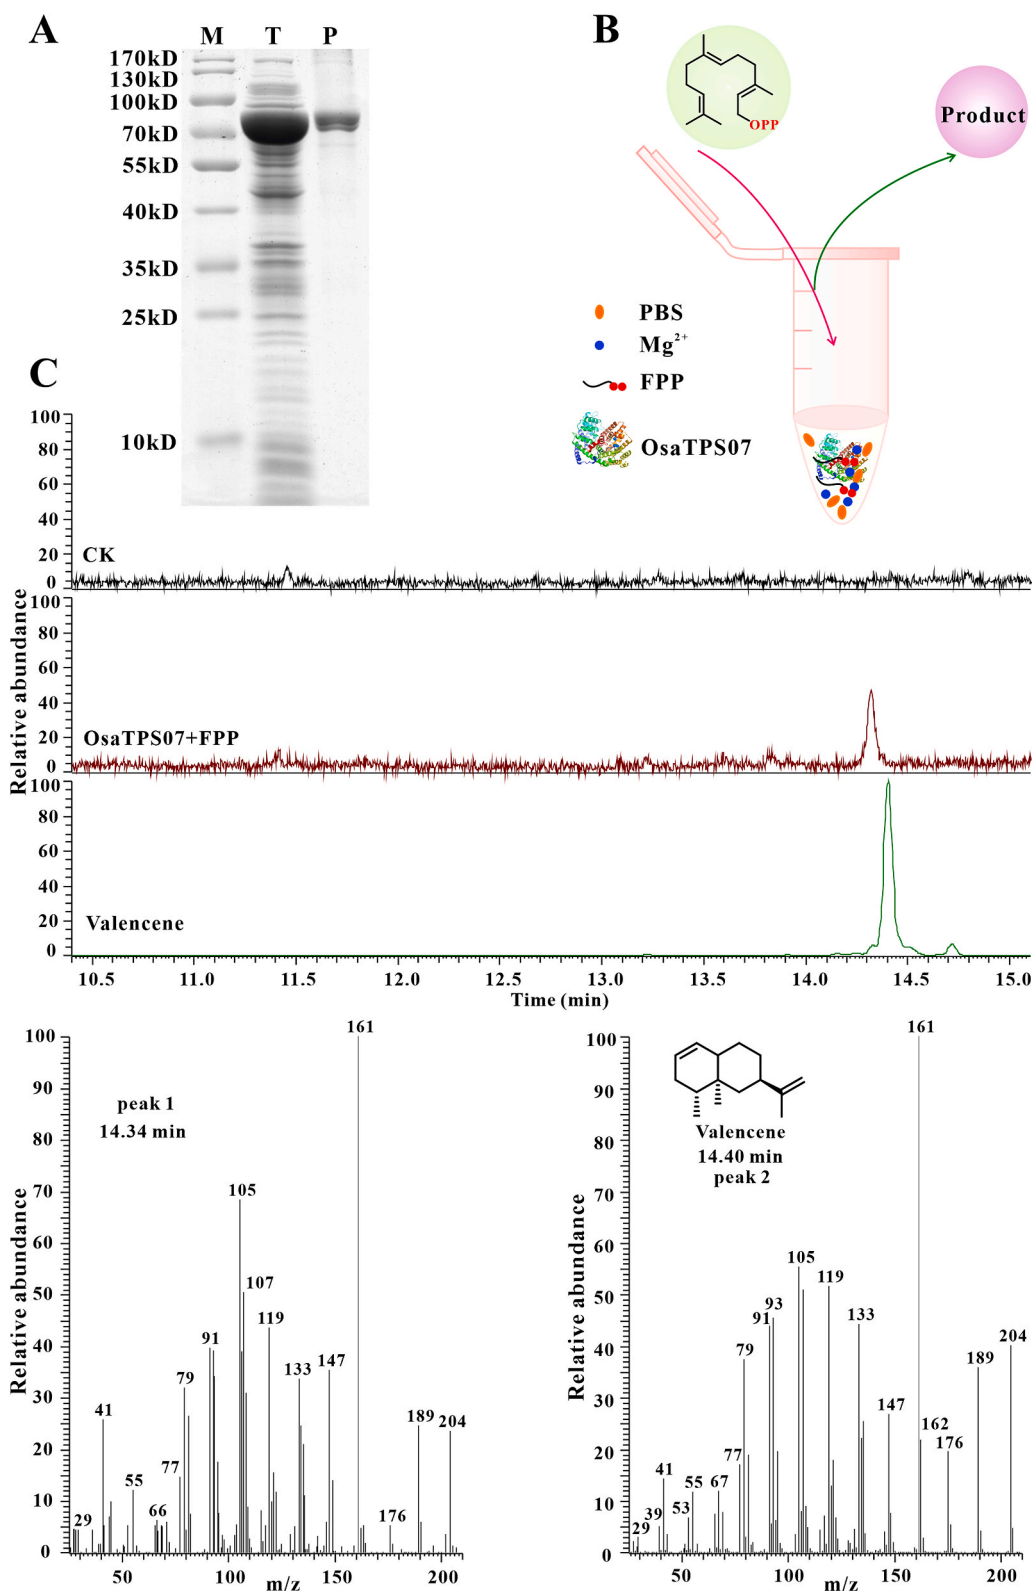 A
M T P
170kD
130kD
100kD
70kD
55kD
40kD
35kD
25kD
10kD
B
OPP
Product
PBS
Mg²⁺
FPP
OsaTPS07
C
Relative abundance
100
80
60
40
20
0
CK
100
80
60
40
20
0
OsaTPS07+FPP
100
80
60
40
20
0
Valencene
10.5 11.0 11.5 12.0 12.5 13.0 13.5 14.0 14.5 15.0
Time (min)
Relative abundance
100
90
80
70
60
50
40
30
20
10
0
peak 1
14.34 min
161
105
107
119
91
133
147
79
41
189
204
77
55
66
29
176
50 100 150 200
m/z
Relative abundance
100
90
80
70
60
50
40
30
20
10
0
161
Valencene
14.40 min
peak 2
105
119
93
91
133
204
79
189
147
162
176
77
41
55
67
39
53
29
50 100 150 200
m/z